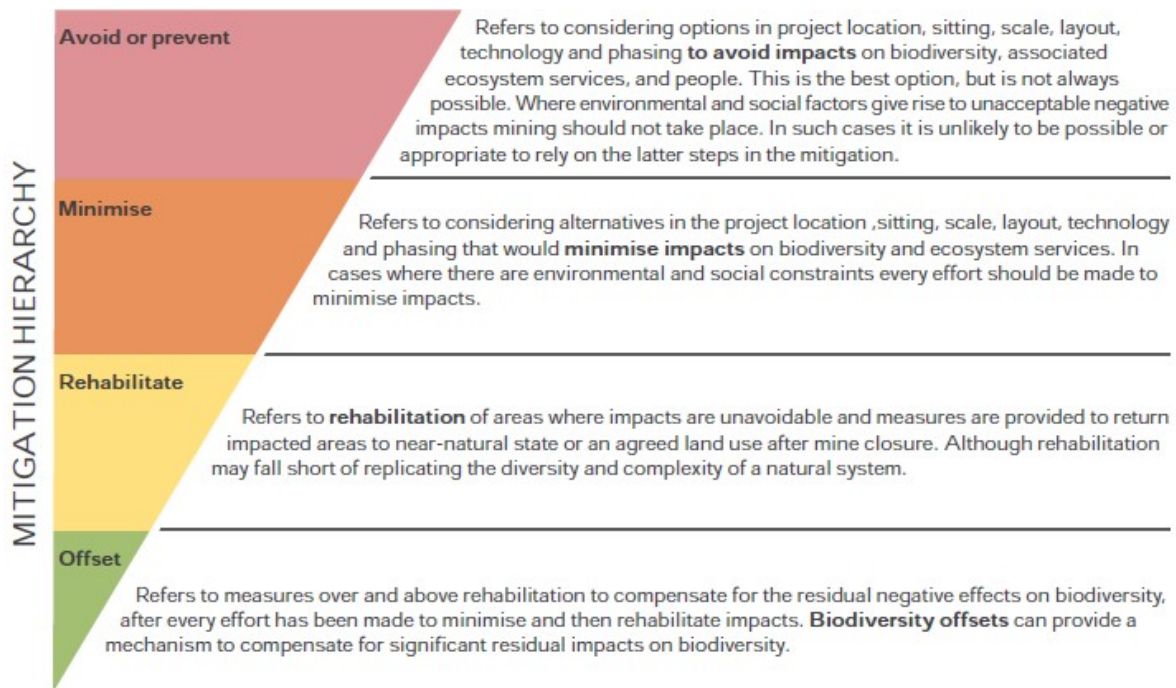 MITIGATION HIERARCHY
Avoid or prevent
Refers to considering options in project location, sitting, scale, layout,
technology and phasing to avoid impacts on biodiversity, associated
ecosystem services, and people. This is the best option, but is not always
possible. Where environmental and social factors give rise to unacceptable negative
impacts mining should not take place. In such cases it is unlikely to be possible or
appropriate to rely on the latter steps in the mitigation.
Minimise
Refers to considering alternatives in the project location ,sitting, scale, layout, technology
and phasing that would minimise impacts on biodiversity and ecosystem services. In
cases where there are environmental and social constraints every effort should be made to
minimise impacts.
Rehabilitate
Refers to rehabilitation of areas where impacts are unavoidable and measures are provided to return
impacted areas to near-natural state or an agreed land use after mine closure. Although rehabilitation
may fall short of replicating the diversity and complexity of a natural system.
Offset
Refers to measures over and above rehabilitation to compensate for the residual negative effects on biodiversity,
after every effort has been made to minimise and then rehabilitate impacts. Biodiversity offsets can provide a
mechanism to compensate for significant residual impacts on biodiversity.